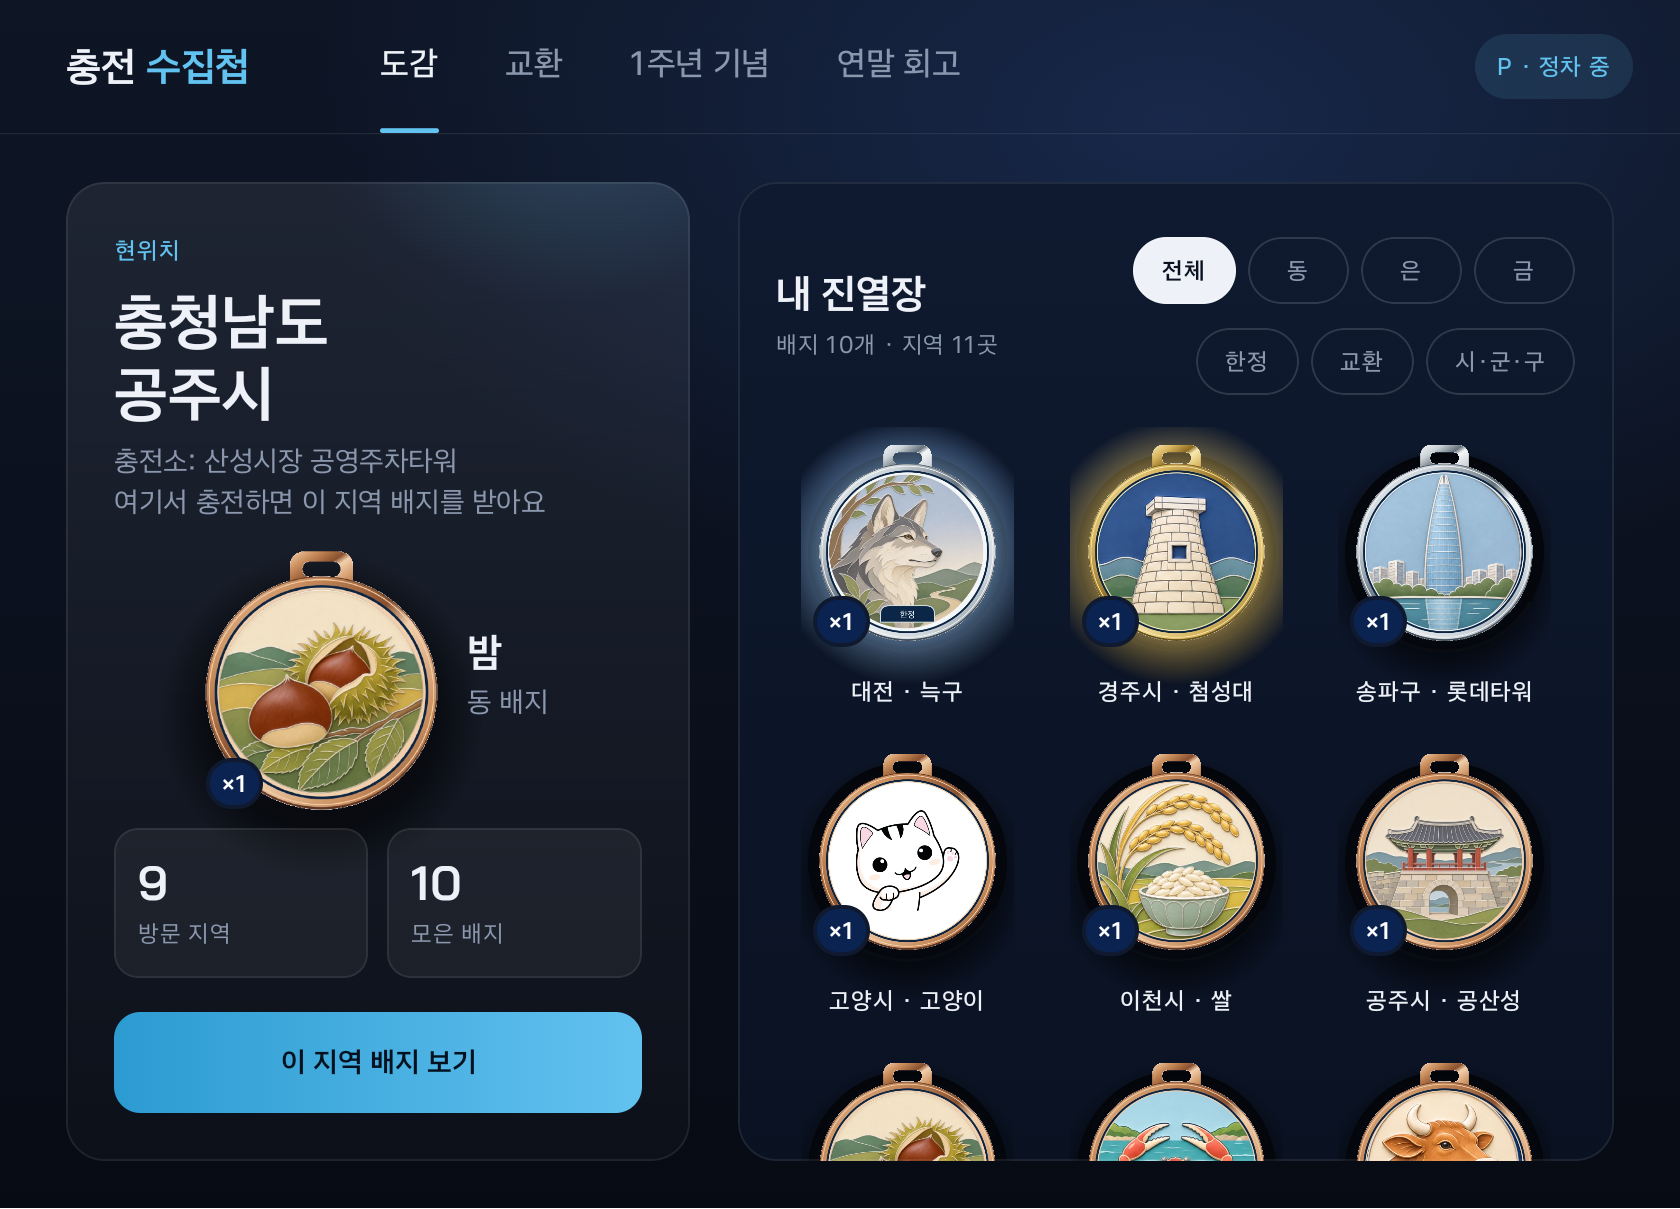 충전 수집첩
도감
교환
1주년 기념
연말 회고
P · 정차 중
현위치
충청남도
공주시
충전소: 산성시장 공영주차타워
여기서 충전하면 이 지역 배지를 받아요
×1
밤
동 배지
9
방문 지역
10
모은 배지
이 지역 배지 보기
내 진열장
배지 10개 · 지역 11곳
전체
동
은
금
한정
교환
시·군·구
한정
×1
대전 · 늑구
×1
경주시 · 첨성대
×1
송파구 · 롯데타워
×1
고양시 · 고양이
×1
이천시 · 쌀
×1
공주시 · 공산성